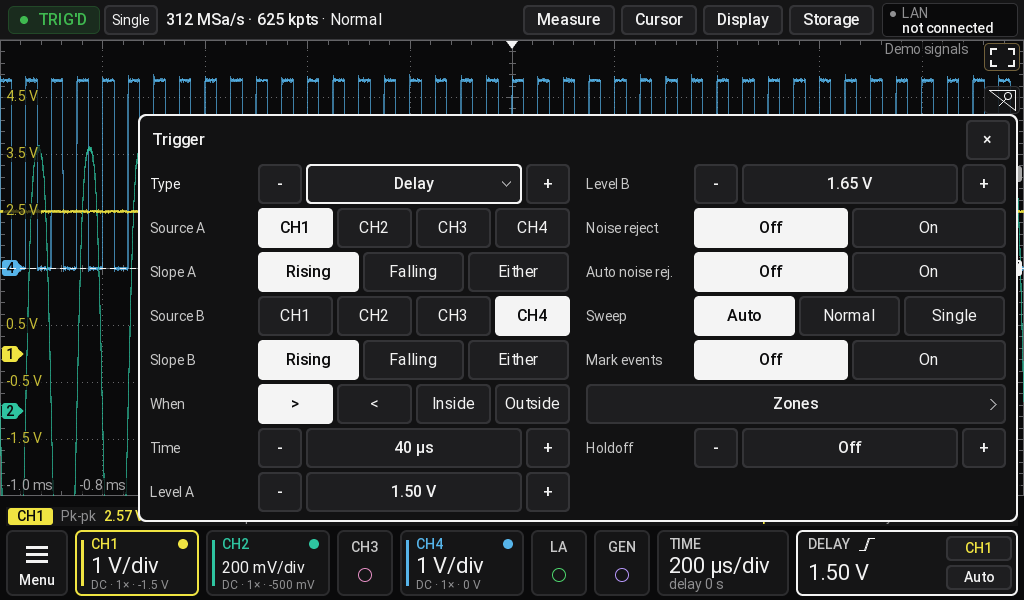 TRIG'D Single 312 MSa/s · 625 kpts · Normal Measure Cursor Display Storage LAN
not connected
Demo signals
4.5 V
Trigger ×
3.5 V
Type - Delay + Level B - 1.65 V +
2.5 V
Source A CH1 CH2 CH3 CH4 Noise reject Off On
4
Slope A Rising Falling Either Auto noise rej. Off On
0.5 V
Source B CH1 CH2 CH3 CH4 Sweep Auto Normal Single
1
Slope B Rising Falling Either Mark events Off On
-0.5 V
2
When > < Inside Outside Zones
-1.5 V
Time - 40 µs + Holdoff - Off +
-1.0 ms -0.8 ms
Level A - 1.50 V +
CH1 Pk-pk 2.57
Menu
CH1
1 V/div
DC · 1× · -1.5 V
CH2
200 mV/div
DC · 1× · -500 mV
CH3
CH4
1 V/div
DC · 1× · 0 V
LA
GEN
TIME
200 µs/div
delay 0 s
DELAY CH1
1.50 V Auto